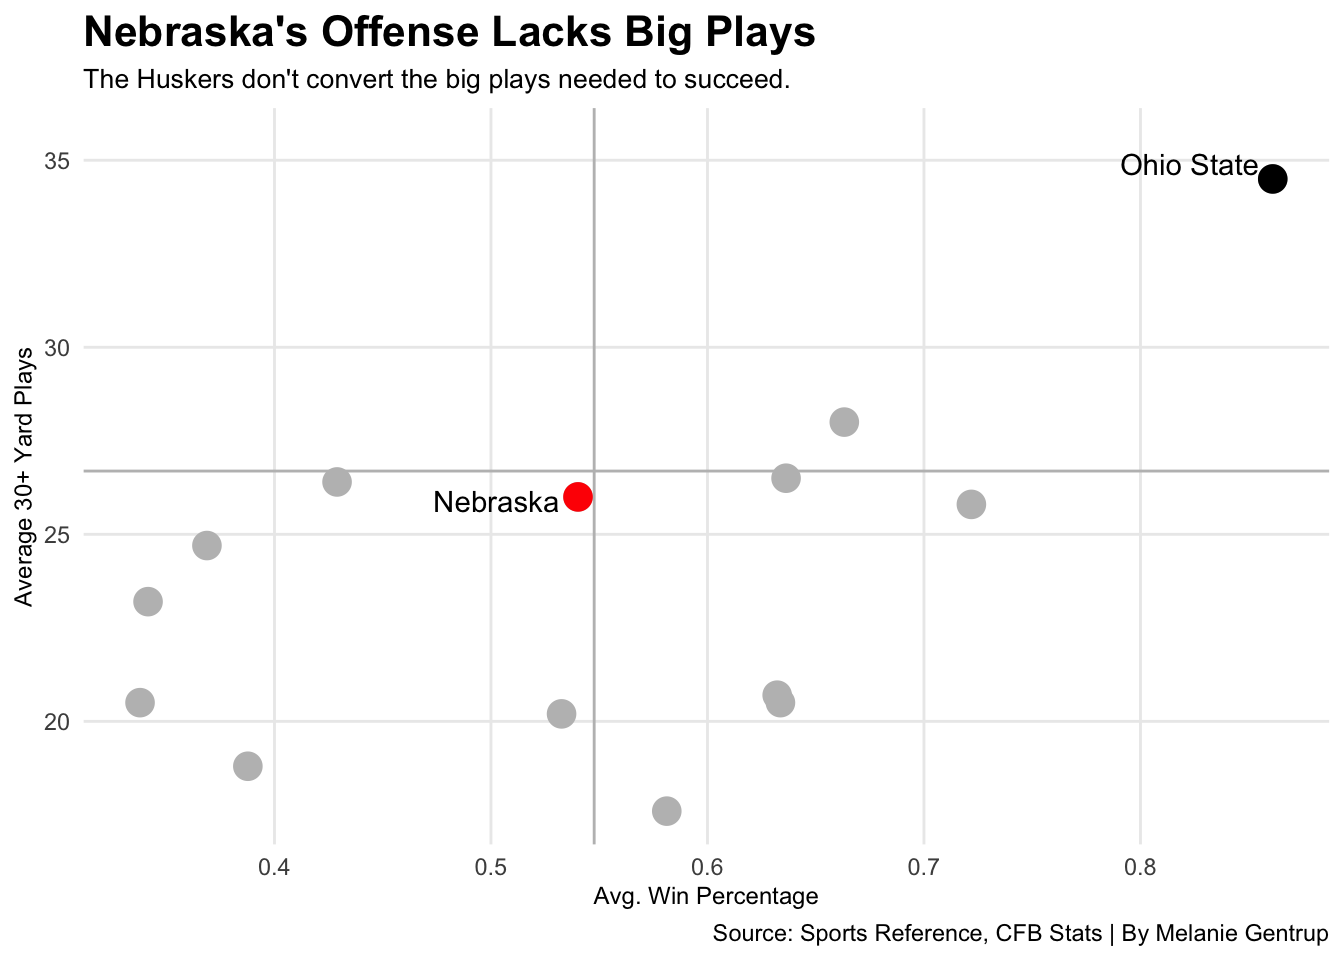 Nebraska's Offense Lacks Big Plays
The Huskers don't convert the big plays needed to succeed.
35
30
25
20
Average 30+ Yard Plays
Ohio State
Nebraska
0.4
0.5
0.6
0.7
0.8
Avg. Win Percentage
Source: Sports Reference, CFB Stats | By Melanie Gentrup